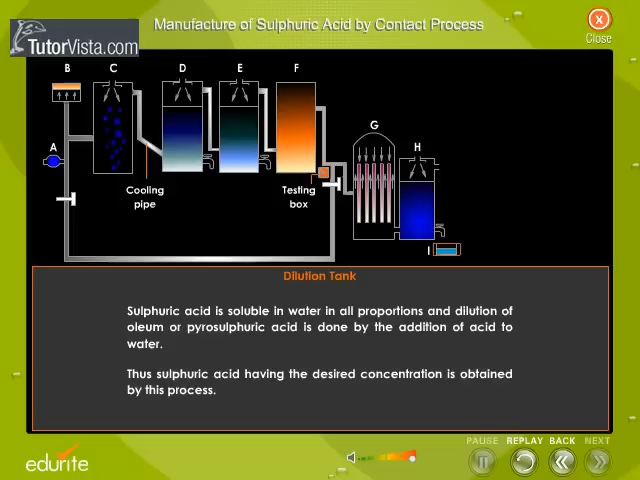 Manufacture of Sulphuric Acid by Contact Process
TutorVista.com
Close
B C D E F
G
H
A
Cooling
pipe
Testing
box
I
Dilution Tank
Sulphuric acid is soluble in water in all proportions and dilution of
oleum or pyrosulphuric acid is done by the addition of acid to
water.
Thus sulphuric acid having the desired concentration is obtained
by this process.
PAUSE REPLAY BACK NEXT
edurite